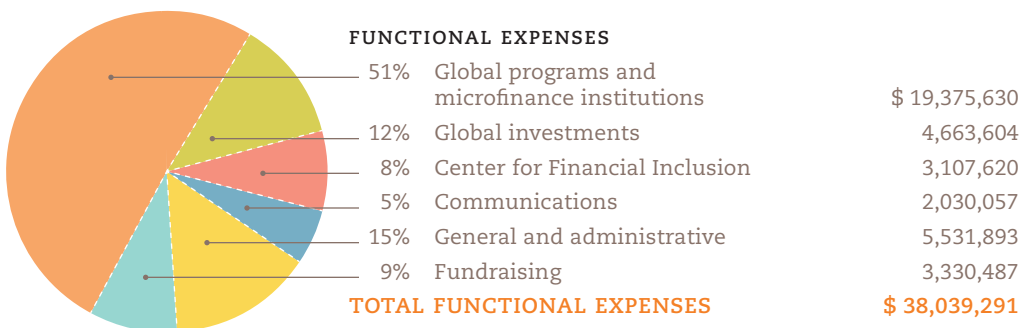 FUNCTIONAL EXPENSES
51% Global programs and
microfinance institutions $ 19,375,630
12% Global investments 4,663,604
8% Center for Financial Inclusion 3,107,620
5% Communications 2,030,057
15% General and administrative 5,531,893
9% Fundraising 3,330,487
TOTAL FUNCTIONAL EXPENSES $ 38,039,291